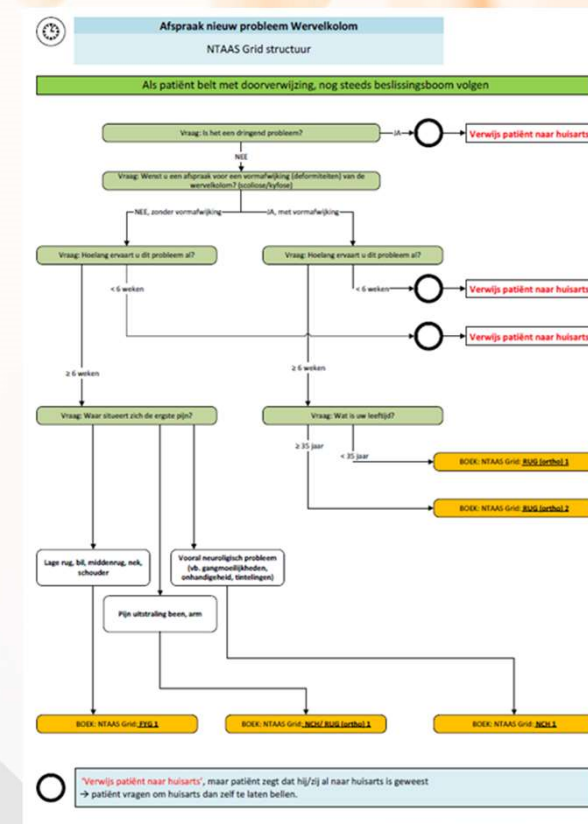 Afspraak nieuw probleem Wervelkolom
NTAAS Grid structuur
Als patiënt belt met doorverwijzing, nog steeds beslissingsboom volgen
Vraag: Is het een dringend probleem?
JA
Verwijs patiënt naar huisarts
NEE
Vraag: Wenst u een afspraak voor een vormafwijking (deformiteiten) van de
wervelkolom? (scoliose/kyfose)
NEE, zonder vormafwijking
JA, met vormafwijking
Vraag: Hoelang ervaart u dit probleem al?
Vraag: Hoelang ervaart u dit probleem al?
< 6 weken
< 6 weken
Verwijs patiënt naar huisarts
Verwijs patiënt naar huisarts
≥ 6 weken
≥ 6 weken
Vraag: Waar situeert zich de ergste pijn?
Vraag: Wat is uw leeftijd?
≥ 35 jaar
< 35 jaar
BOEK: NTAAS Grid: RUG (ortho) 1
BOEK: NTAAS Grid: RUG (ortho) 2
Lage rug, bil, middenrug, nek,
schouder
Vooral neuroligisch probleem
(vb. gangmoeilijkheden,
onhandigheid, tintelingen)
Pijn uitstraling been, arm
BOEK: NTAAS Grid: FYG 1
BOEK: NTAAS Grid: NCH/ RUG (ortho) 1
BOEK: NTAAS Grid: NCH 1
'Verwijs patiënt naar huisarts', maar patiënt zegt dat hij/zij al naar huisarts is geweest
→ patiënt vragen om huisarts dan zelf te laten bellen.